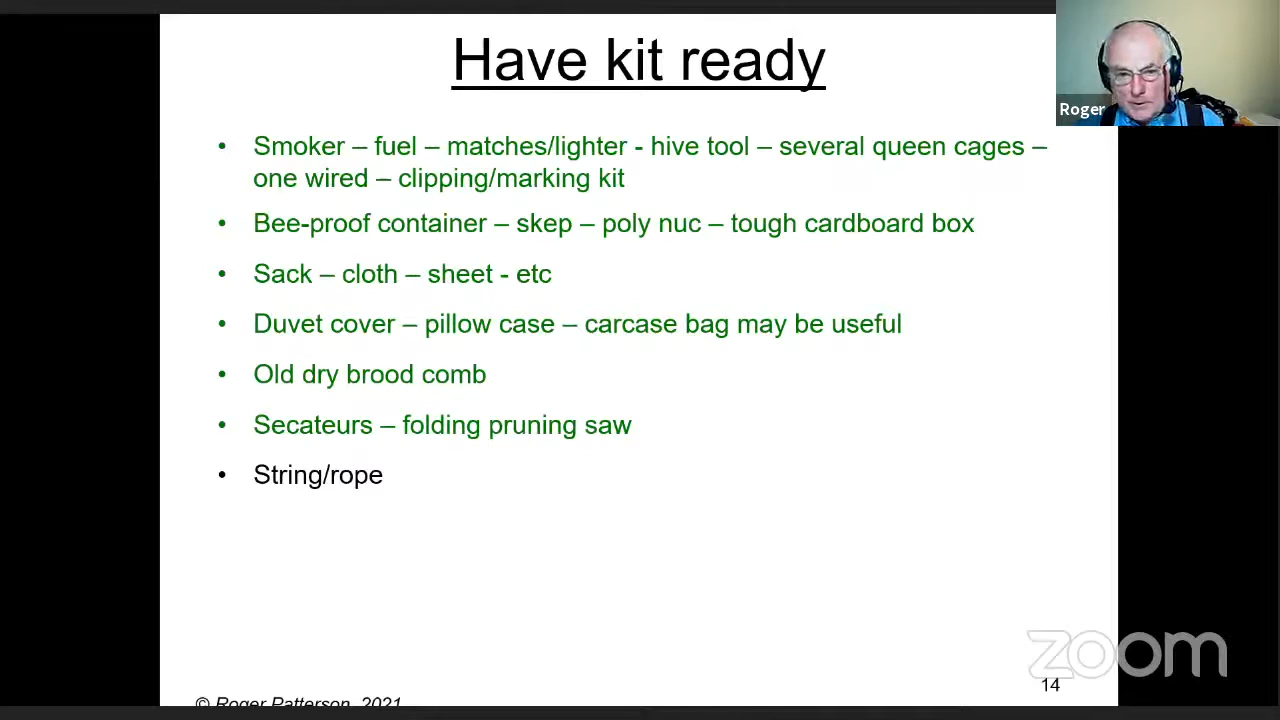 Have kit ready
Roger
• Smoker – fuel – matches/lighter - hive tool – several queen cages –
one wired – clipping/marking kit
• Bee-proof container – skep – poly nuc – tough cardboard box
• Sack – cloth – sheet - etc
• Duvet cover – pillow case – carcase bag may be useful
• Old dry brood comb
• Secateurs – folding pruning saw
• String/rope
zoom
14
© Roger Patterson, 2021